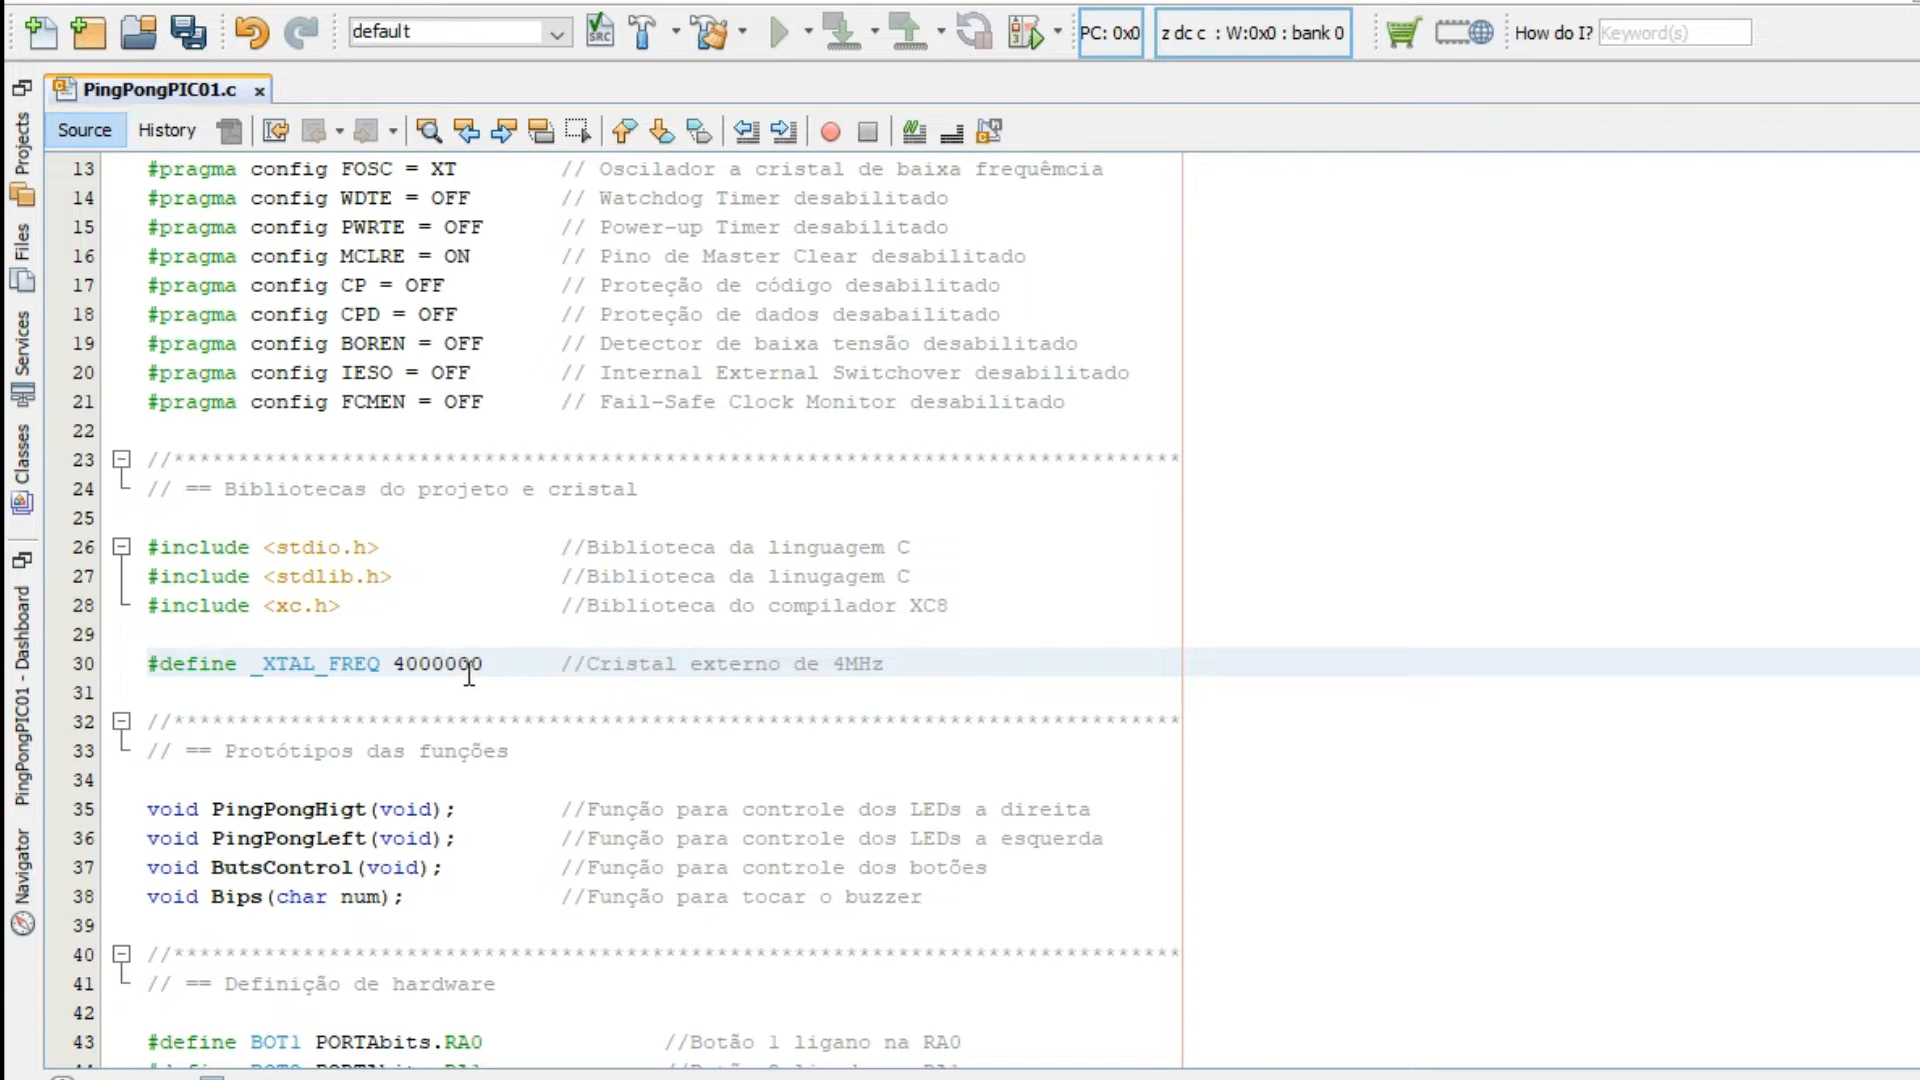 default
SRC
PC: 0x0
z dc c : W:0x0 : bank 0
How do I? Keyword(s)
PingPongPIC01.c x
Source History
Projects
Files
Services
Classes
PingPongPIC01 - Dashboard
Navigator
13 #pragma config FOSC = XT // Oscilador a cristal de baixa frequêmcia
14 #pragma config WDTE = OFF // Watchdog Timer desabilitado
15 #pragma config PWRTE = OFF // Power-up Timer desabilitado
16 #pragma config MCLRE = ON // Pino de Master Clear desabilitado
17 #pragma config CP = OFF // Proteção de código desabilitado
18 #pragma config CPD = OFF // Proteção de dados desabailitado
19 #pragma config BOREN = OFF // Detector de baixa tensão desabilitado
20 #pragma config IESO = OFF // Internal External Switchover desabilitado
21 #pragma config FCMEN = OFF // Fail-Safe Clock Monitor desabilitado
22
23 //******************************************************************************
24 // == Bibliotecas do projeto e cristal
25
26 #include <stdio.h> //Biblioteca da linguagem C
27 #include <stdlib.h> //Biblioteca da linugagem C
28 #include <xc.h> //Biblioteca do compilador XC8
29
30 #define _XTAL_FREQ 4000000 //Cristal externo de 4MHz
31
32 //******************************************************************************
33 // == Protótipos das funções
34
35 void PingPongHigt(void); //Função para controle dos LEDs a direita
36 void PingPongLeft(void); //Função para controle dos LEDs a esquerda
37 void ButsControl(void); //Função para controle dos botões
38 void Bips(char num); //Função para tocar o buzzer
39
40 //******************************************************************************
41 // == Definição de hardware
42
43 #define BOT1 PORTAbits.RA0 //Botão 1 ligano na RA0